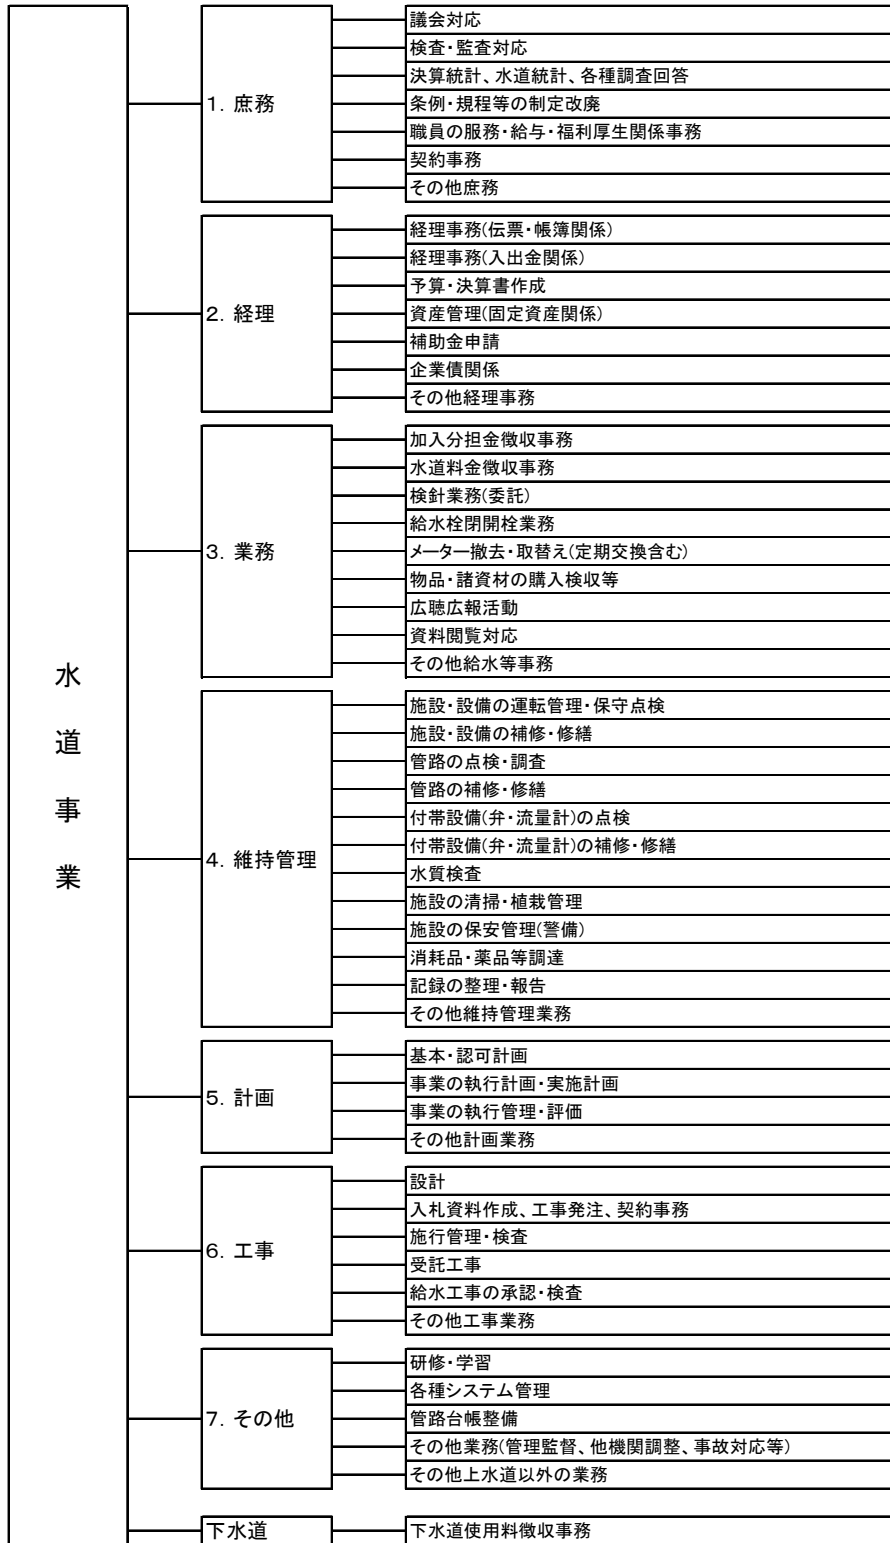 水道事業
1. 庶務
議会対応
検査・監査対応
決算統計、水道統計、各種調査回答
条例・規程等の制定改廃
職員の服務・給与・福利厚生関係事務
契約事務
その他庶務
2. 経理
経理事務(伝票・帳簿関係)
経理事務(入出金関係)
予算・決算書作成
資産管理(固定資産関係)
補助金申請
企業債関係
その他経理事務
3. 業務
加入分担金徴収事務
水道料金徴収事務
検針業務(委託)
給水栓閉開栓業務
メーター撤去・取替え(定期交換含む)
物品・諸資材の購入検収等
広聴広報活動
資料閲覧対応
その他給水等事務
4. 維持管理
施設・設備の運転管理・保守点検
施設・設備の補修・修繕
管路の点検・調査
管路の補修・修繕
付帯設備(弁・流量計)の点検
付帯設備(弁・流量計)の補修・修繕
水質検査
施設の清掃・植栽管理
施設の保安管理(警備)
消耗品・薬品等調達
記録の整理・報告
その他維持管理業務
5. 計画
基本・認可計画
事業の執行計画・実施計画
事業の執行管理・評価
その他計画業務
6. 工事
設計
入札資料作成、工事発注、契約事務
施行管理・検査
受託工事
給水工事の承認・検査
その他工事業務
7. その他
研修・学習
各種システム管理
管路台帳整備
その他業務(管理監督、他機関調整、事故対応等)
その他上水道以外の業務
下水道
下水道使用料徴収事務